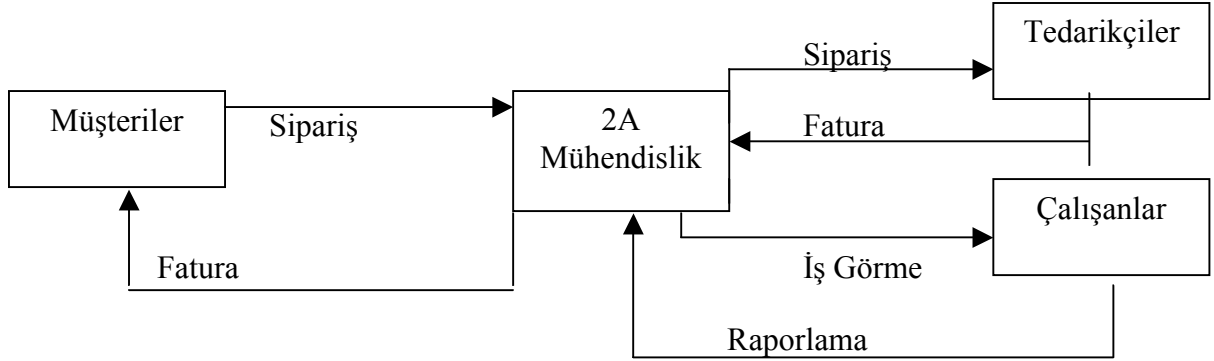 Tedarikçiler
Sipariş
Müşteriler
Sipariş
2A
Mühendislik
Fatura
Çalışanlar
Fatura
İş Görme
Raporlama